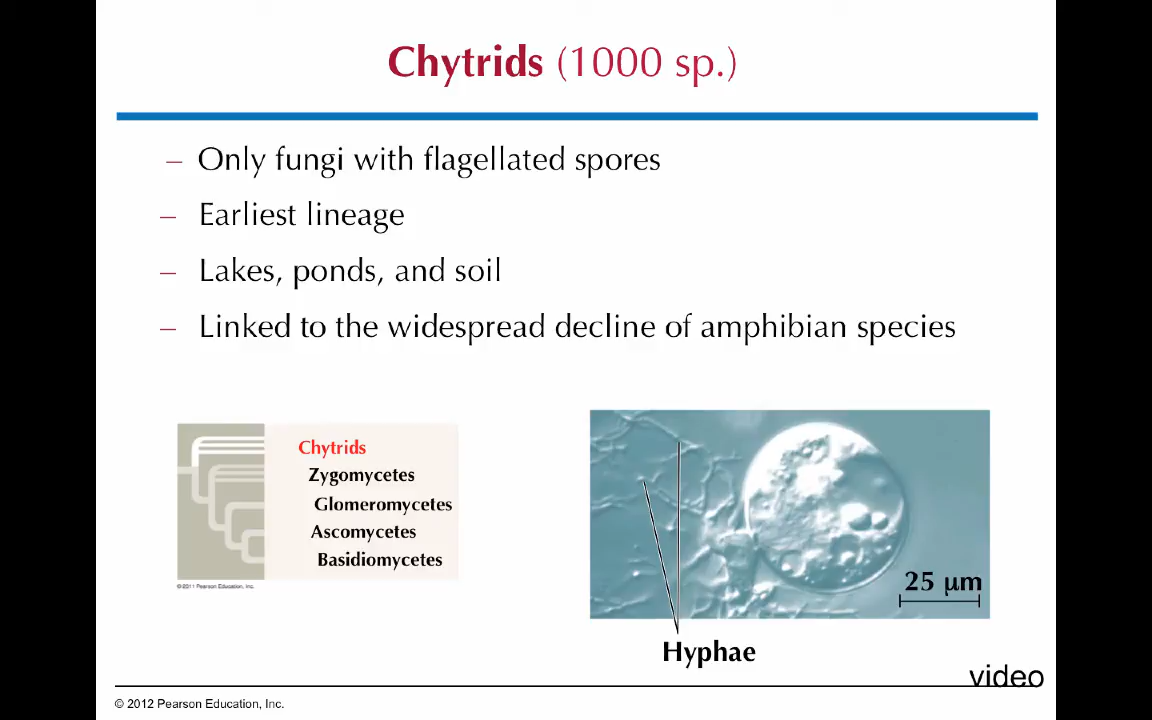 Chytrids (1000 sp.)
– Only fungi with flagellated spores
– Earliest lineage
– Lakes, ponds, and soil
– Linked to the widespread decline of amphibian species
Chytrids
Zygomycetes
Glomeromycetes
Ascomycetes
Basidiomycetes
© 2011 Pearson Education, Inc.
25 µm
Hyphae
video
© 2012 Pearson Education, Inc.